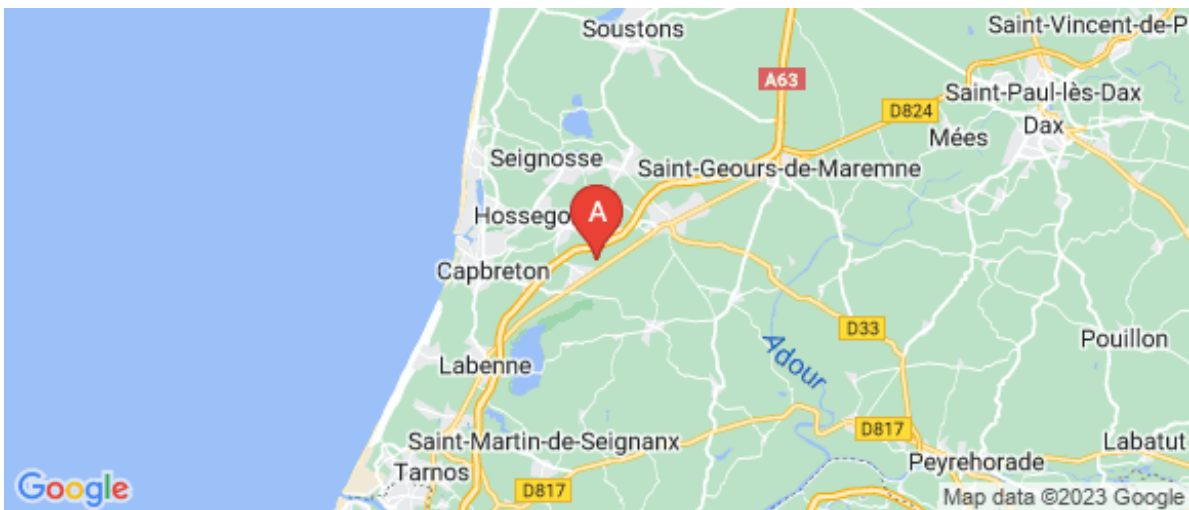 Soustons
Saint-Vincent-de-P
A63
Saint-Paul-lès-Dax
D824
Mées
Dax
Seignosse
Saint-Geours-de-Maremne
A
Hossego
Capbreton
D33
Pouillon
Adour
Labenne
D817
Saint-Martin-de-Seignanx
Labatut
Peyrehorade
Tarnos
D817
Google
Map data ©2023 Google